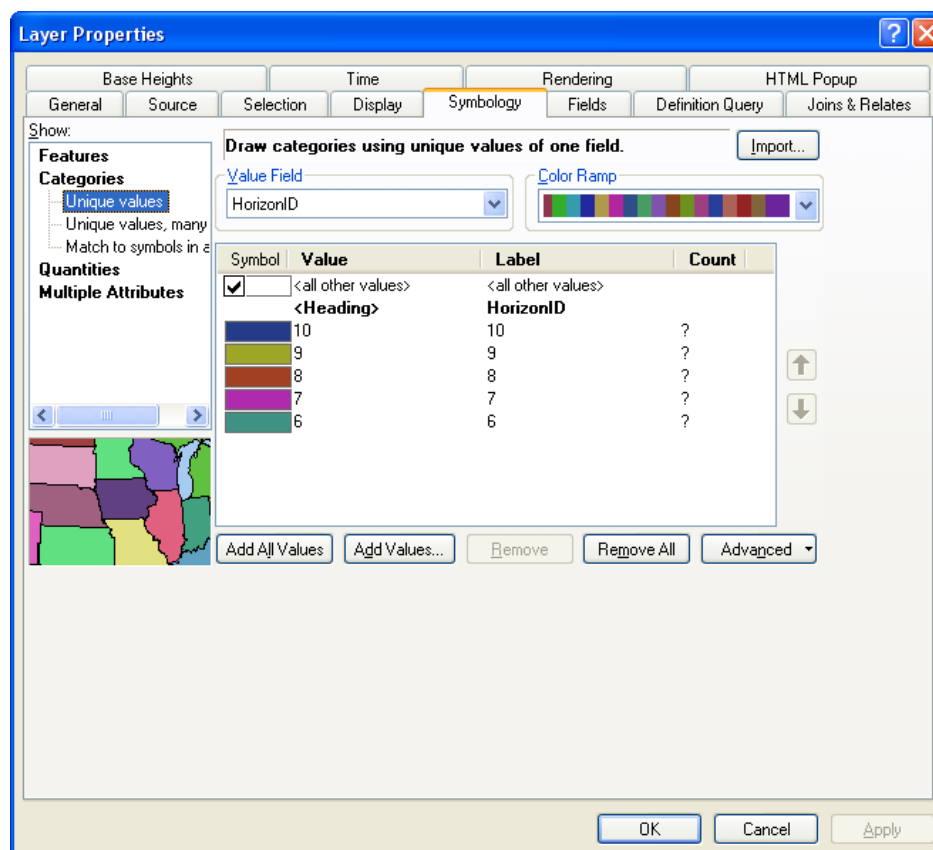 Layer Properties
Base Heights Time Rendering HTML Popup
General Source Selection Display Symbology Fields Definition Query Joins & Relates
Show:
Features
Categories
Unique values
Unique values, many
Match to symbols in a
Quantities
Multiple Attributes
Draw categories using unique values of one field.
Import...
Value Field
HorizonID
Color Ramp
Symbol Value Label Count
<all other values> <all other values>
<Heading> HorizonID
10 10 ?
9 9 ?
8 8 ?
7 7 ?
6 6 ?
Add All Values Add Values... Remove Remove All Advanced
OK Cancel Apply